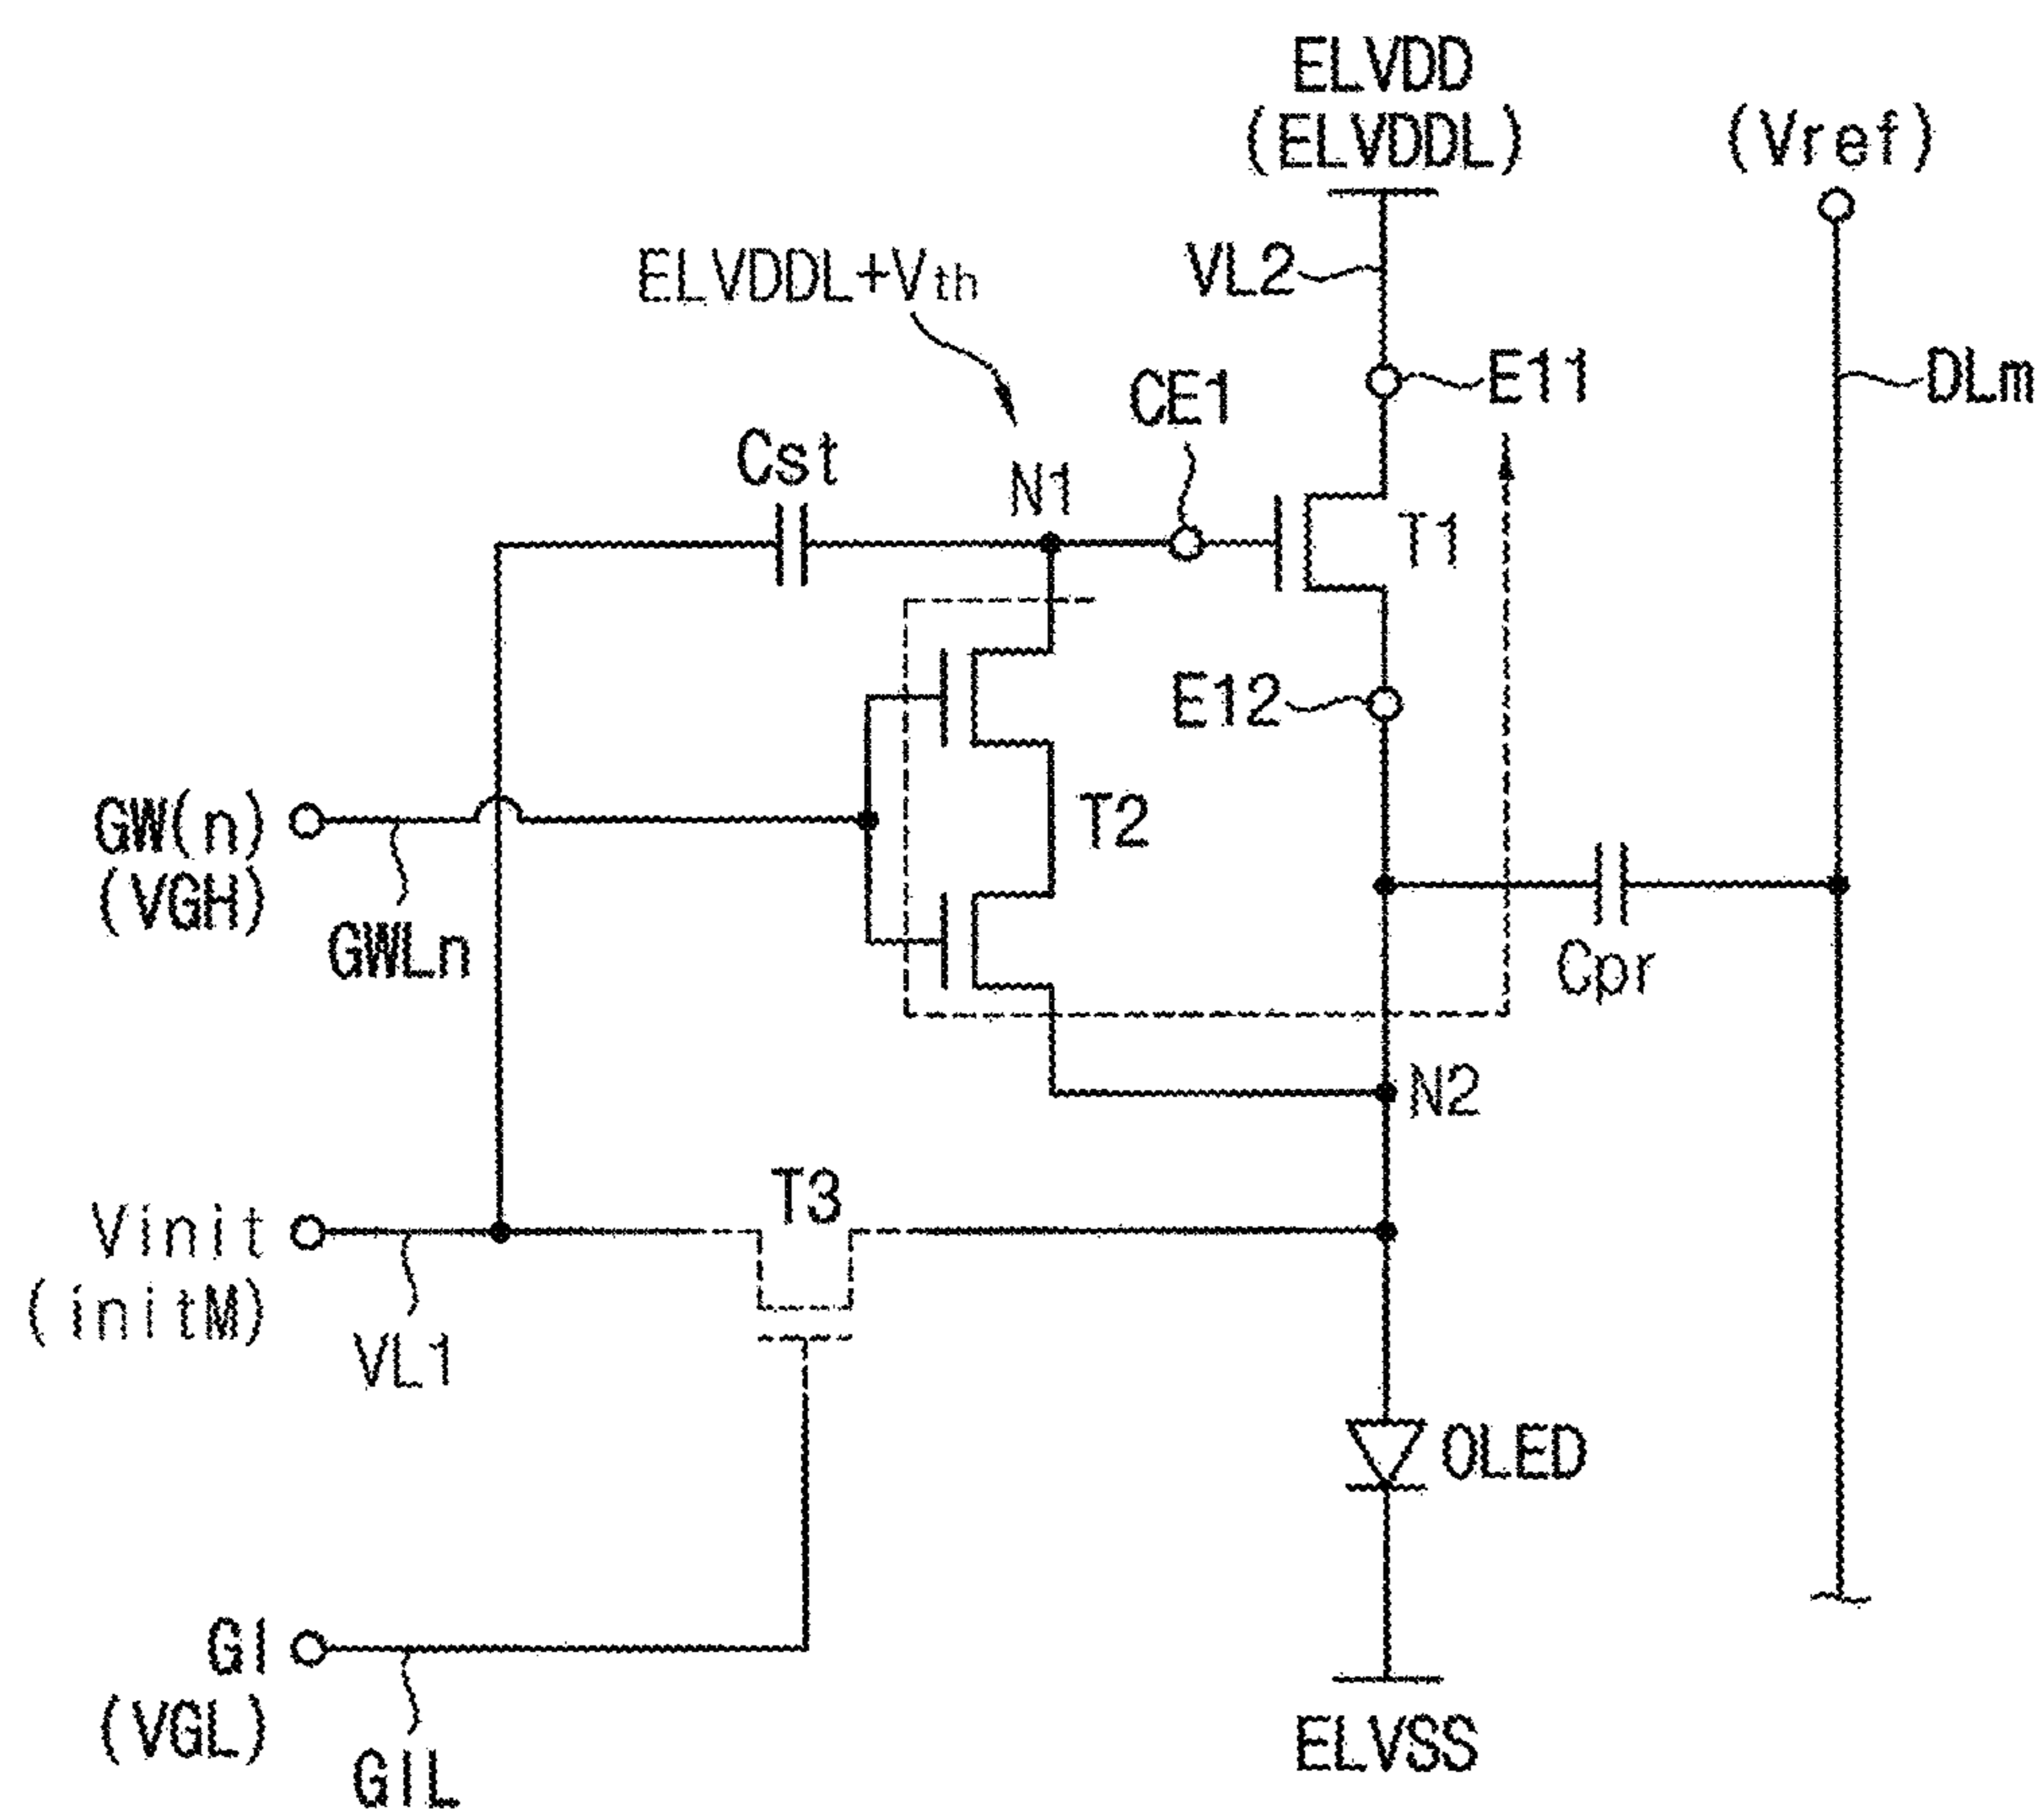 ELVDD
(ELVDDL)
(Vref)
ELVDDL+Vth
VL2
CE1
E11
DLm
Cst
N1
T1
E12
GW(n)
(VGH)
GWLn
T2
Cpr
N2
T3
Vinit
(initM)
VL1
OLED
GI
(VGL)
GIL
ELVSS